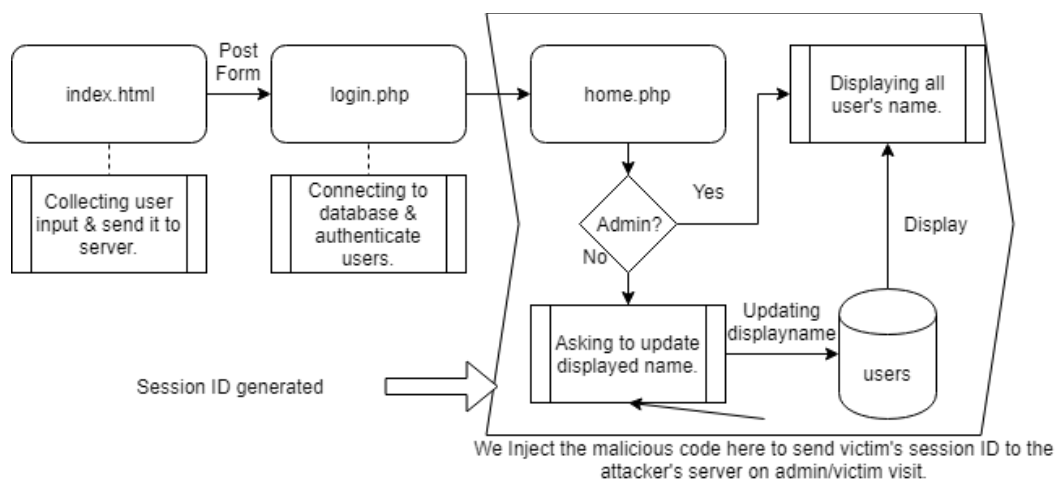 index.html
Post
Form
login.php
home.php
Displaying all
user's name.
Collecting user
input & send it to
server.
Connecting to
database &
authenticate
users.
Admin?
Yes
No
Display
Asking to update
displayed name.
Updating
displayname
users
Session ID generated
We Inject the malicious code here to send victim's session ID to the
attacker's server on admin/victim visit.